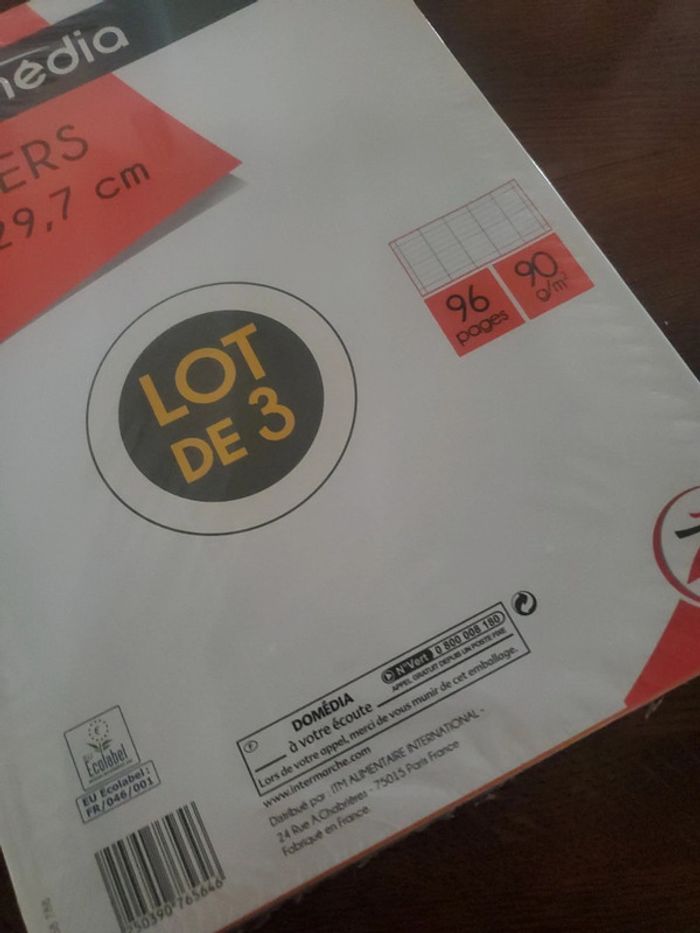 média
ERS
29,7 cm
96
pages
90
g/m²
LOT
DE 3
DOMÉDIA
à votre écoute
N°Vert 0 800 008 180
APPEL GRATUIT DEPUIS UN POSTE FIXE
Lors de votre appel, merci de vous munir de cet emballage.
www.intermarche.com
Distribué par : ITM ALIMENTAIRE INTERNATIONAL -
24 Rue A.Chabrières - 75015 Paris France
Fabriqué en France
Ecolabel
EU Ecolabel :
FR/046/001
250390 765646